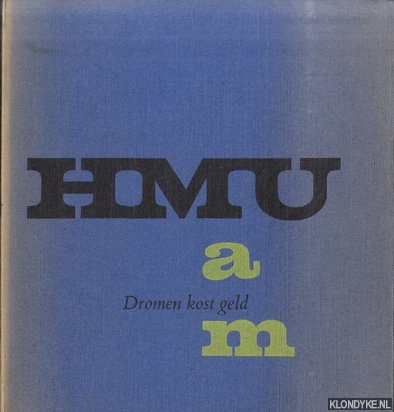 HMU
a
Dromen kost geld
m
KLONDYKE.NL